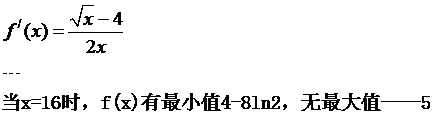 f′(x)=(√x−4)/(2x)
---
当x=16时，f(x)有最小值4-8ln2，无最大值——5